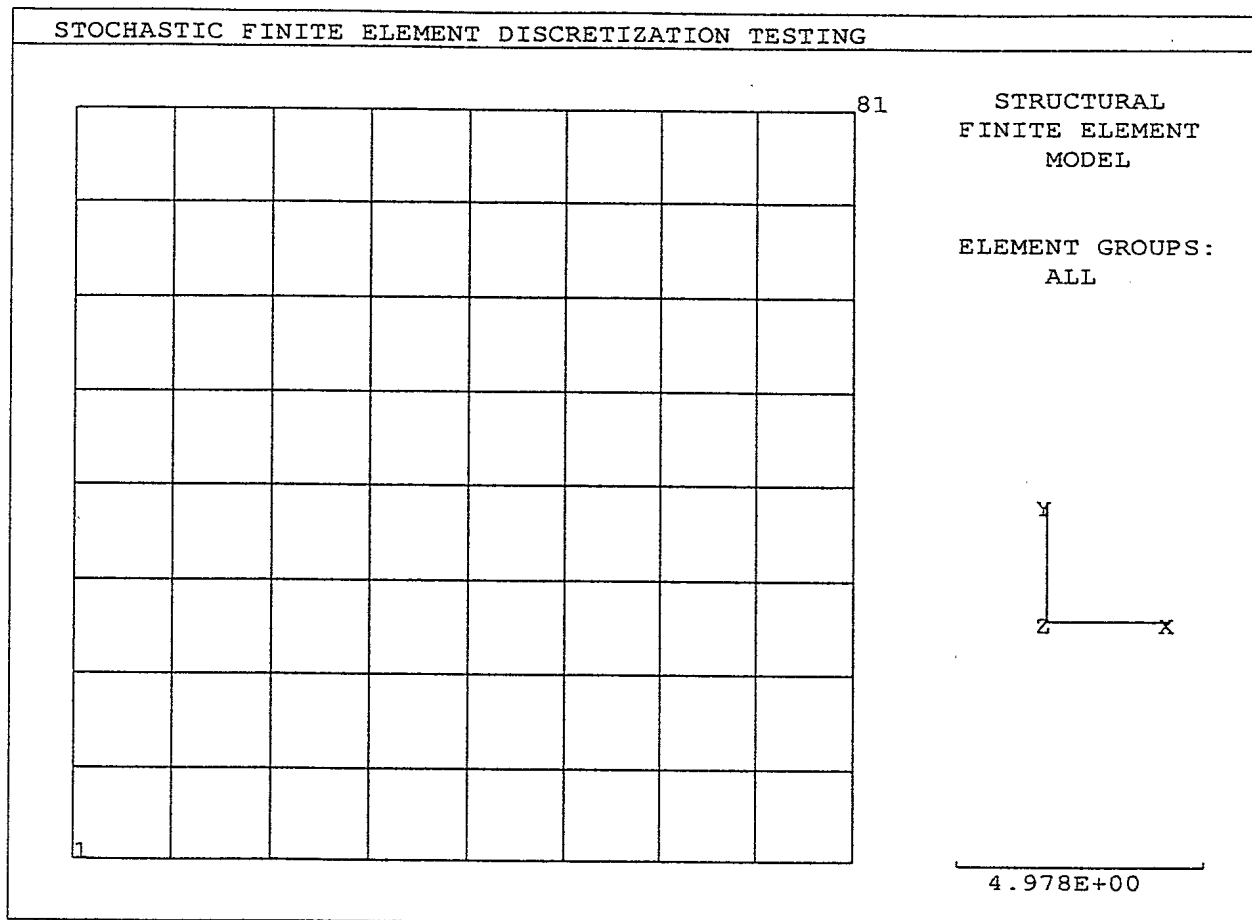 STOCHASTIC FINITE ELEMENT DISCRETIZATION TESTING
81
STRUCTURAL
FINITE ELEMENT
MODEL
ELEMENT GROUPS:
ALL
Y
Z X
1
4.978E+00